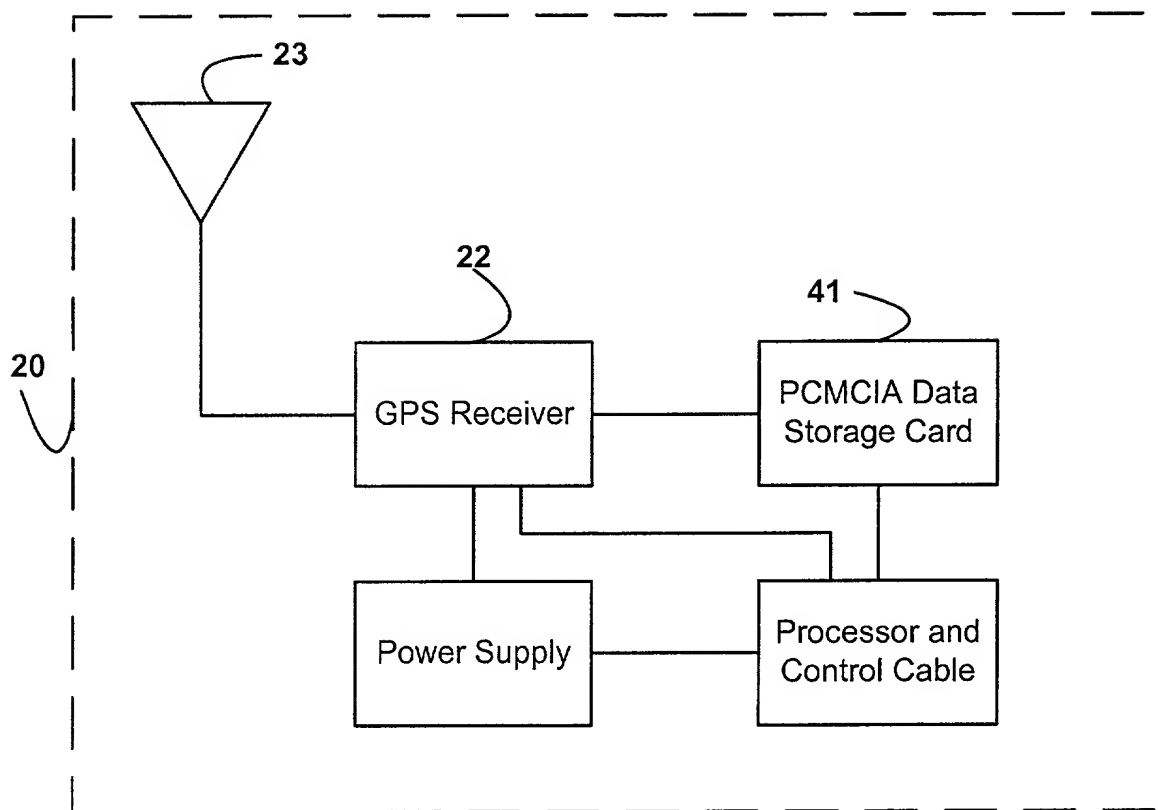 23
22
41
20
GPS Receiver
PCMCIA Data
Storage Card
Power Supply
Processor and
Control Cable